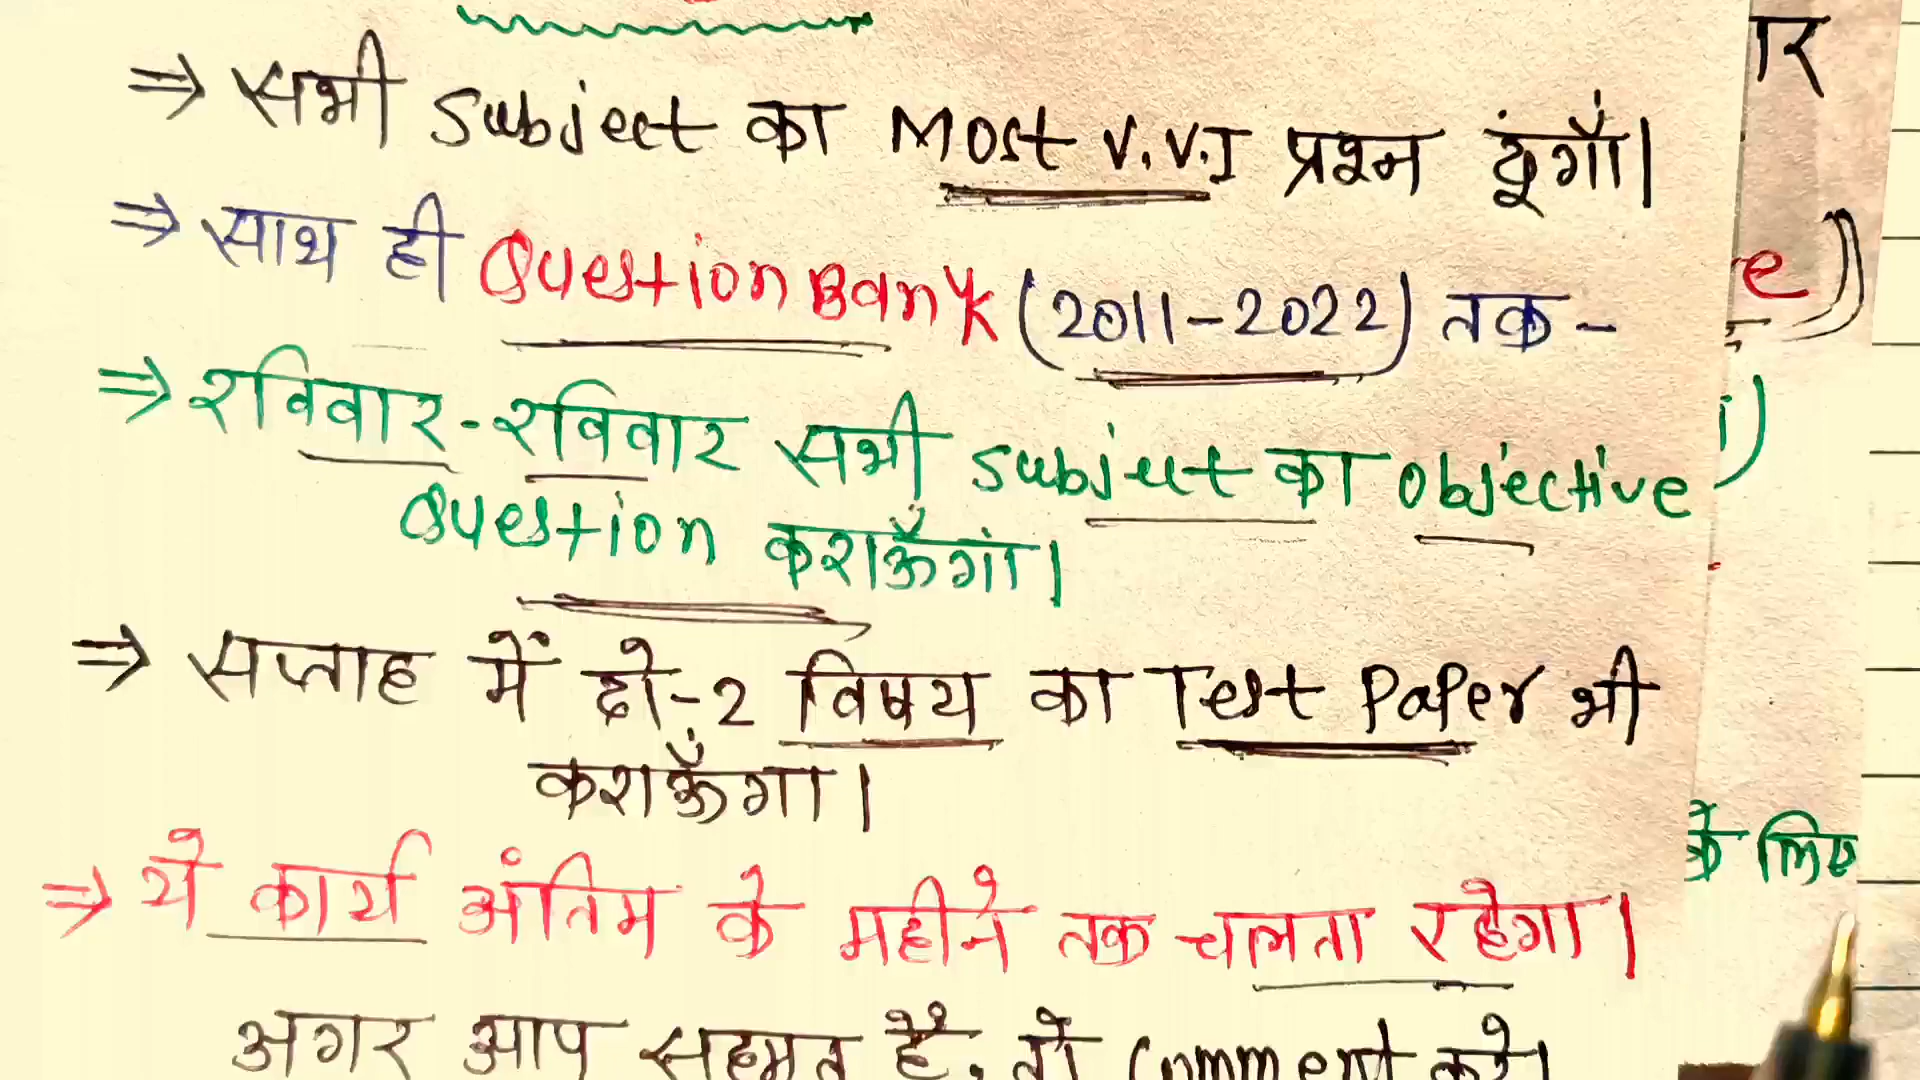 ⇒ सभी Subject का Most V.V.I प्रश्न दूंगाँ।
⇒ साथ ही Question Bank (2011-2022) तक -
⇒ रविवार - रविवार सभी Subject का objective
Question कराऊँगां।
⇒ सप्ताह में दो-2 विषय का Test Paper भी
कराऊँगा।
⇒ ये कार्य अंतिम के महीने तक चलता रहेगा।
के लिए
अगर आप सहमत है, तो Comment करे।